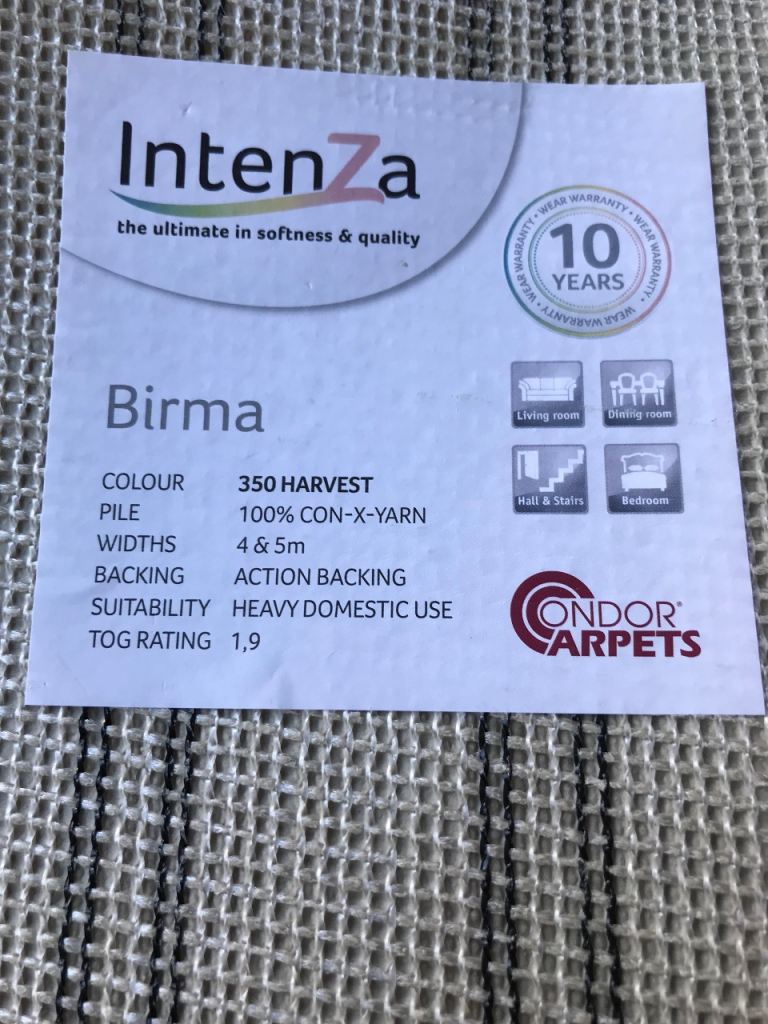 IntenZa
the ultimate in softness & quality
WEAR WARRANTY • WEAR WARRANTY • WEAR WARRANTY • WEAR WARRANTY •
10
YEARS
Living room
Dining room
Hall & Stairs
Bedroom
Birma
COLOUR 350 HARVEST
PILE 100% CON-X-YARN
WIDTHS 4 & 5m
BACKING ACTION BACKING
SUITABILITY HEAVY DOMESTIC USE
TOG RATING 1,9
CONDOR®
CARPETS